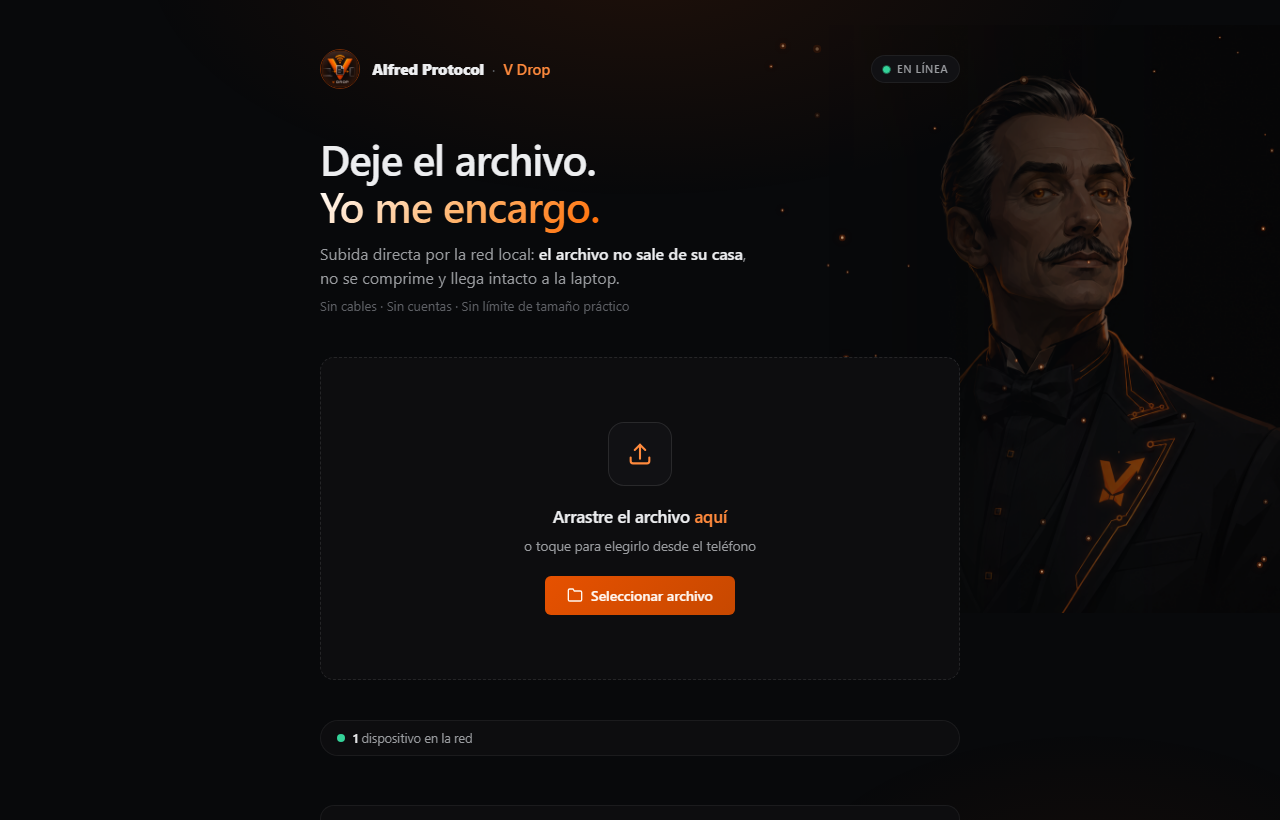 Alfred Protocol · V Drop
EN LÍNEA
Deje el archivo.
Yo me encargo.
Subida directa por la red local: el archivo no sale de su casa,
no se comprime y llega intacto a la laptop.
Sin cables · Sin cuentas · Sin límite de tamaño práctico
Arrastre el archivo aquí
o toque para elegirlo desde el teléfono
Seleccionar archivo
1 dispositivo en la red